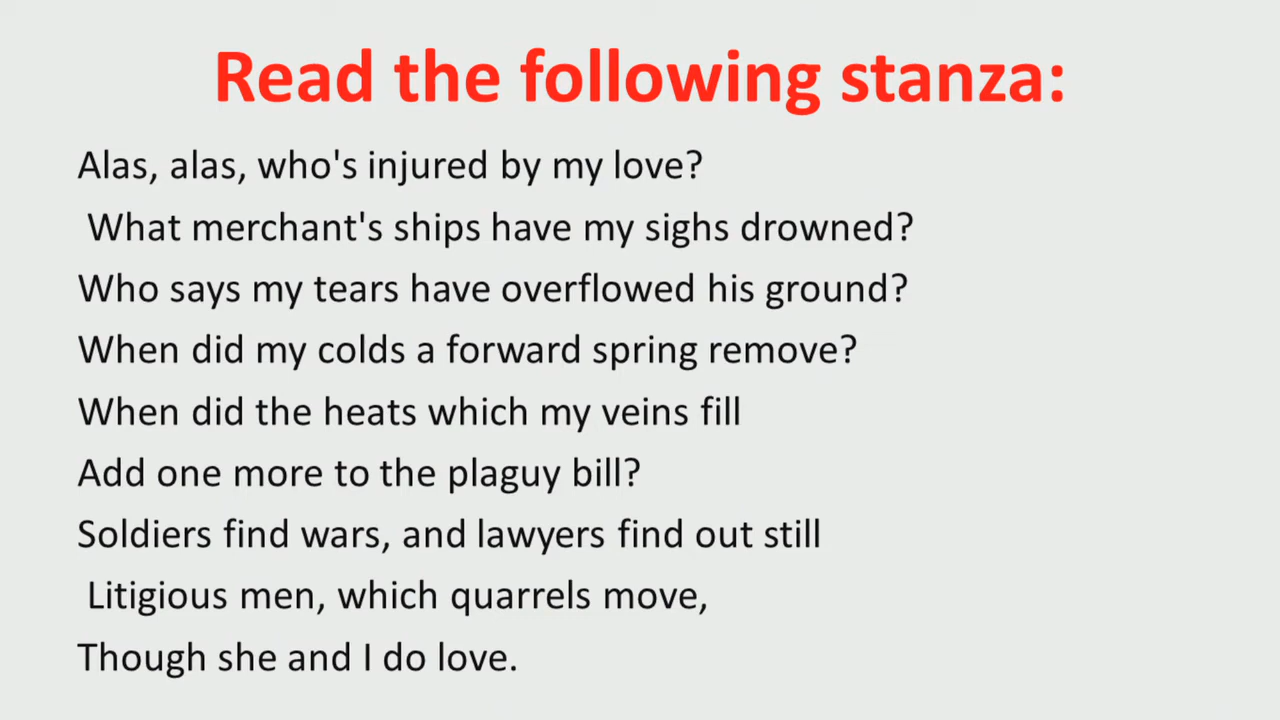 Read the following stanza:
Alas, alas, who's injured by my love?
What merchant's ships have my sighs drowned?
Who says my tears have overflowed his ground?
When did my colds a forward spring remove?
When did the heats which my veins fill
Add one more to the plaguy bill?
Soldiers find wars, and lawyers find out still
Litigious men, which quarrels move,
Though she and I do love.